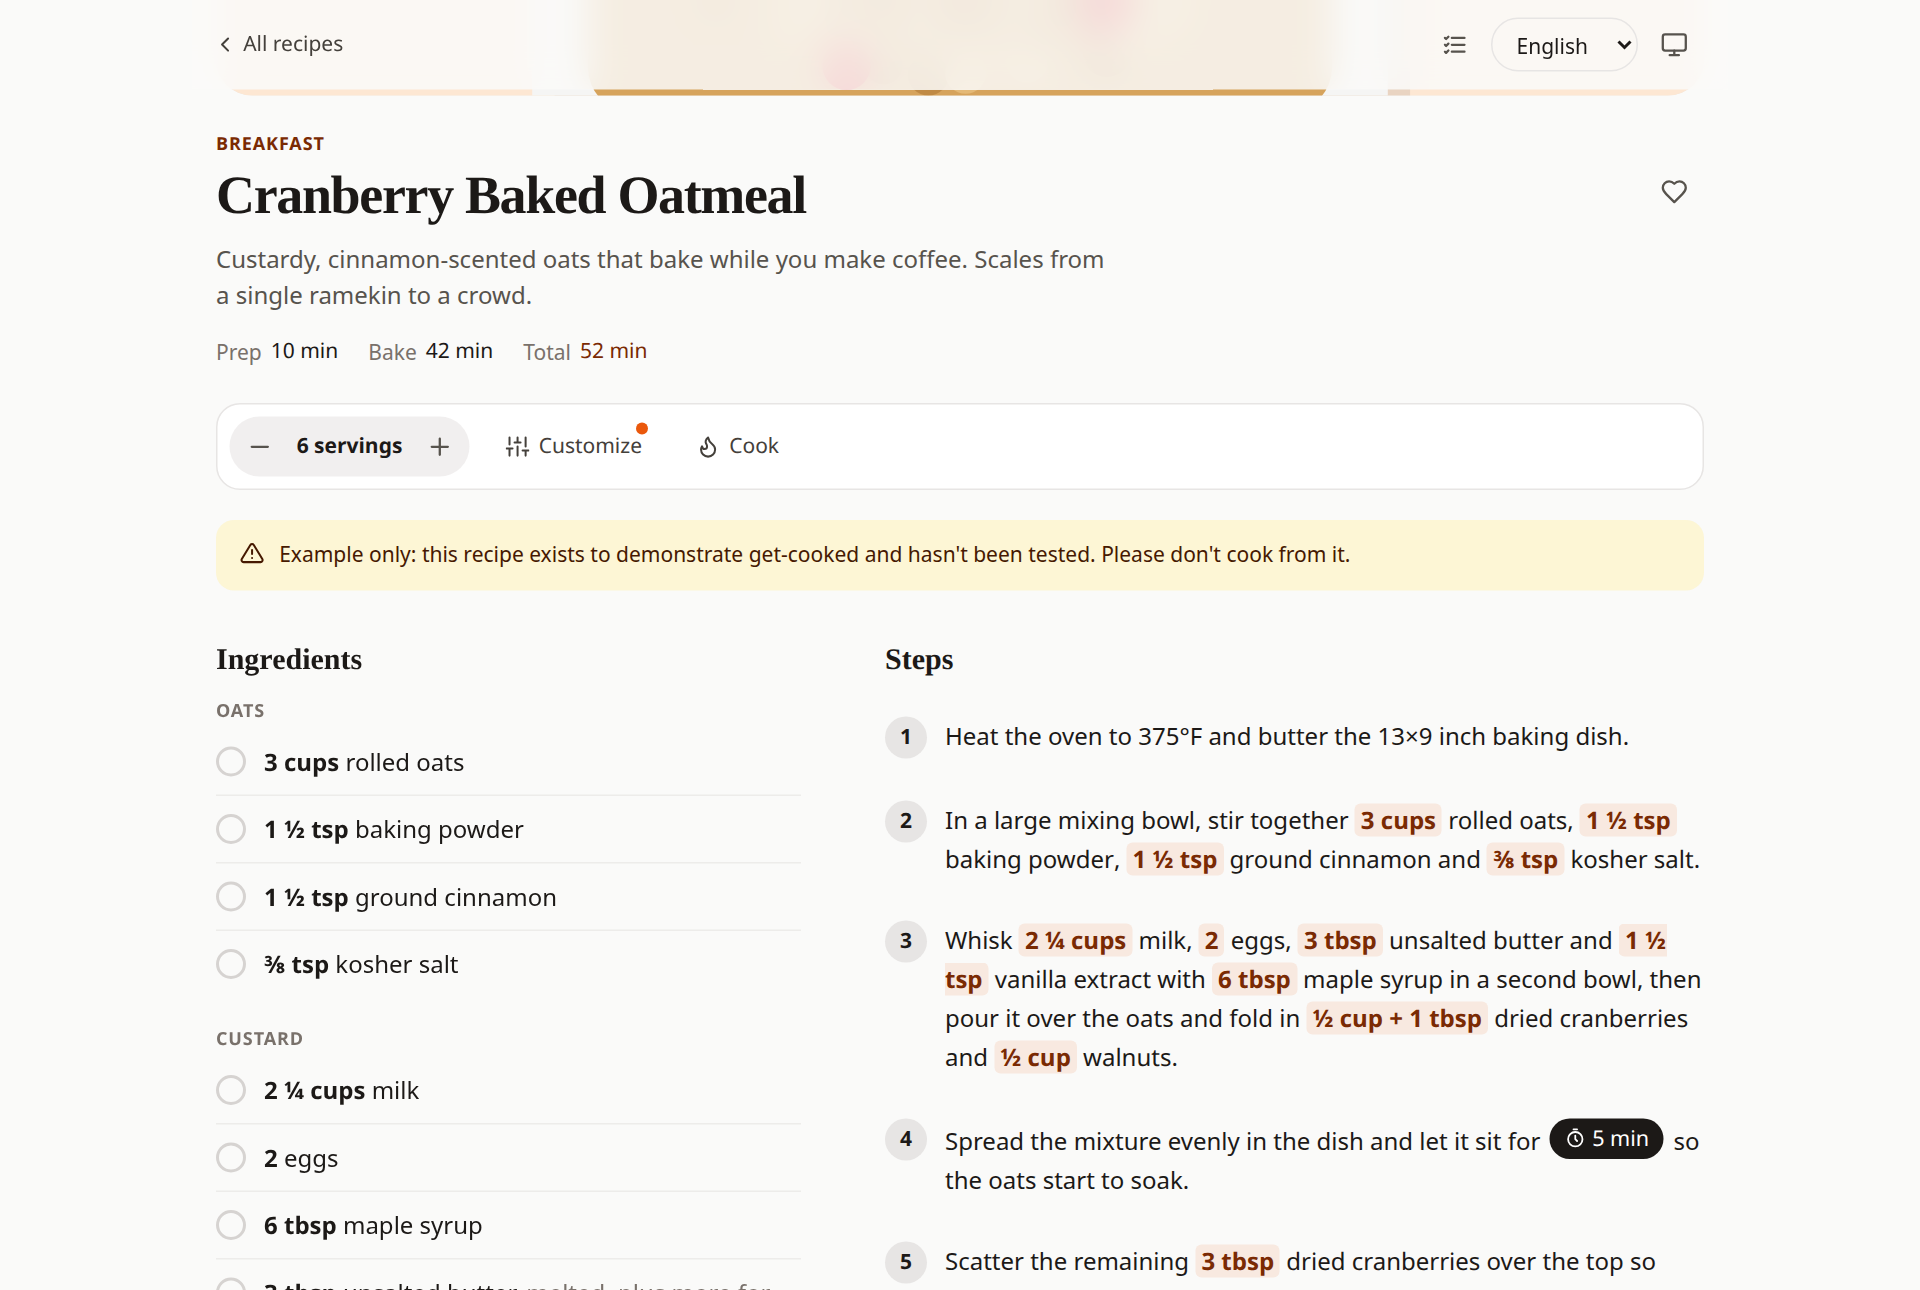 All recipes
English
BREAKFAST
Cranberry Baked Oatmeal
Custardy, cinnamon-scented oats that bake while you make coffee. Scales from
a single ramekin to a crowd.
Prep 10 min Bake 42 min Total 52 min
6 servings Customize Cook
Example only: this recipe exists to demonstrate get-cooked and hasn't been tested. Please don't cook from it.
Ingredients
OATS
3 cups rolled oats
1 ½ tsp baking powder
1 ½ tsp ground cinnamon
⅜ tsp kosher salt
CUSTARD
2 ¼ cups milk
2 eggs
6 tbsp maple syrup
3 tbsp unsalted butter melted, plus more for
Steps
1 Heat the oven to 375°F and butter the 13×9 inch baking dish.
2 In a large mixing bowl, stir together 3 cups rolled oats, 1 ½ tsp
baking powder, 1 ½ tsp ground cinnamon and ⅜ tsp kosher salt.
3 Whisk 2 ¼ cups milk, 2 eggs, 3 tbsp unsalted butter and 1 ½
tsp vanilla extract with 6 tbsp maple syrup in a second bowl, then
pour it over the oats and fold in ½ cup + 1 tbsp dried cranberries
and ½ cup walnuts.
4 Spread the mixture evenly in the dish and let it sit for 5 min so
the oats start to soak.
5 Scatter the remaining 3 tbsp dried cranberries over the top so